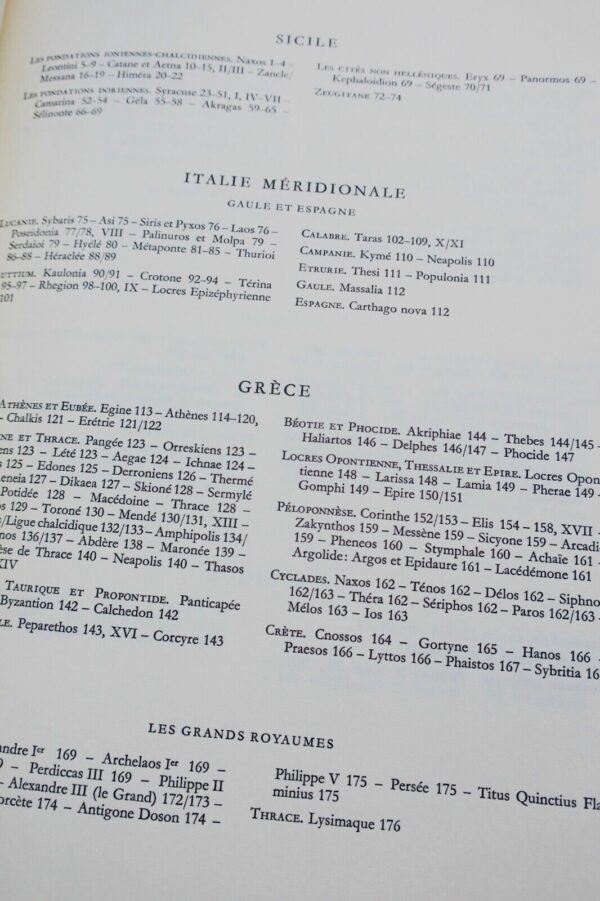 SICILE
LES FONDATIONS IONIENNES-CHALCIDIENNES. Naxos 1–4 –
Leontini 5–9 – Catane et Aetna 10–15, II/III – Zancle/
Messana 16–19 – Himéra 20–22
LES FONDATIONS DORIENNES. Syracuse 23–51, I, IV–VII –
Camarina 52–54 – Géla 55–58 – Akragas 59–65 –
Sélinonte 66–69
LES CITÉS NON HELLÉNIQUES. Eryx 69 – Panormos 69 –
Kephaloidion 69 – Ségeste 70/71
ZEUGITANE 72–74
ITALIE MÉRIDIONALE
GAULE ET ESPAGNE
LUCANIE. Sybaris 75 – Asi 75 – Siris et Pyxos 76 – Laos 76 –
Poseidonia 77/78, VIII – Palinuros et Molpa 79 –
Serdaioi 79 – Hyélé 80 – Métaponte 81–85 – Thurioi
86–88 – Héraclée 88/89
UTTIUM. Kaulonia 90/91 – Crotone 92–94 – Térina
95–97 – Rhegion 98–100, IX – Locres Epizéphyrienne
101
CALABRE. Taras 102–109, X/XI
CAMPANIE. Kymé 110 – Neapolis 110
ETRURIE. Thesi 111 – Populonia 111
GAULE. Massalia 112
ESPAGNE. Carthago nova 112
GRÈCE
ATHÈNES ET EUBÉE. Egine 113 – Athènes 114–120,
– Chalkis 121 – Erétrie 121/122
NE ET THRACE. Pangée 123 – Orreskiens 123 –
ens 123 – Lété 123 – Aegae 124 – Ichnae 124 –
s 125 – Edones 125 – Derroniens 126 – Thermé
eneia 127 – Dikaea 127 – Skioné 128 – Sermylé
Potidée 128 – Macédoine – Thrace 128 –
os 129 – Toroné 130 – Mendé 130/131, XIII –
s/Ligue chalcidique 132/133 – Amphipolis 134/
nos 136/137 – Abdère 138 – Maronée 139 –
èse de Thrace 140 – Neapolis 140 – Thasos
XIV
TAURIQUE ET PROPONTIDE. Panticapée
Byzantion 142 – Calchedon 142
LE. Peparethos 143, XVI – Corcyre 143
BÉOTIE ET PHOCIDE. Akriphiae 144 – Thebes 144/145 –
Haliartos 146 – Delphes 146/147 – Phocide 147
LOCRES OPONTIENNE, THESSALIE ET EPIRE. Locres Opon-
tienne 148 – Larissa 148 – Lamia 149 – Pherae 149 –
Gomphi 149 – Epire 150/151
PÉLOPONNÈSE. Corinthe 152/153 – Elis 154 – 158, XVII –
Zakynthos 159 – Messène 159 – Sicyone 159 – Arcadi
– 159 – Pheneos 160 – Stymphale 160 – Achaïe 161 –
Argolide: Argos et Epidaure 161 – Lacédémone 161
CYCLADES. Naxos 162 – Ténos 162 – Délos 162 – Siphno
162/163 – Théra 162 – Sériphos 162 – Paros 162/163 –
Mélos 163 – Ios 163
CRÈTE. Cnossos 164 – Gortyne 165 – Hanos 166 –
Praesos 166 – Lyttos 166 – Phaistos 167 – Sybritia 16
LES GRANDS ROYAUMES
andre Ier 169 – Archelaos Ier 169 –
9 – Perdiccas III 169 – Philippe II
– Alexandre III (le Grand) 172/173 –
orcète 174 – Antigone Doson 174 –
Philippe V 175 – Persée 175 – Titus Quinctius Fla
minius 175
THRACE. Lysimaque 176